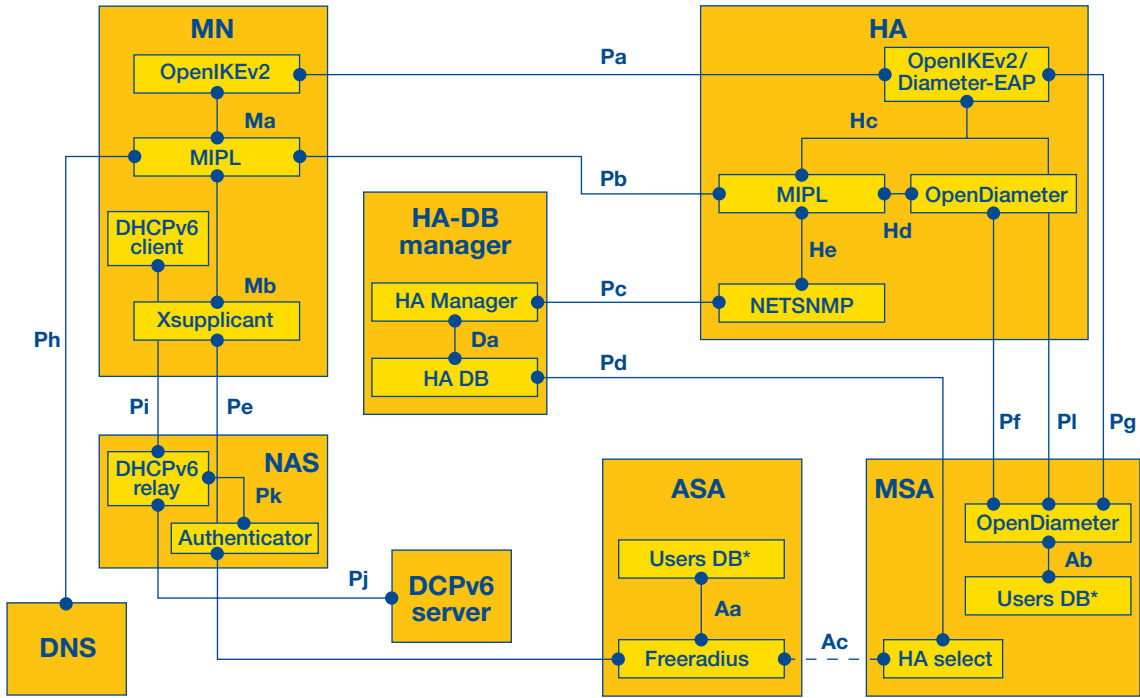 MN
OpenIKEv2
Ma
MIPL
DHCPv6
client
Mb
Xsupplicant
Pa
Pb
HA
OpenIKEv2/
Diameter-EAP
Hc
MIPL
OpenDiameter
Hd
He
NETSNMP
HA-DB
manager
HA Manager
Da
HA DB
Pc
Pd
Ph
Pi
Pe
Pf
Pl
Pg
NAS
DHCPv6
relay
Pk
Authenticator
Pj
DCPv6
server
DNS
ASA
Users DB*
Aa
Freeradius
Ac
MSA
OpenDiameter
Ab
Users DB*
HA select